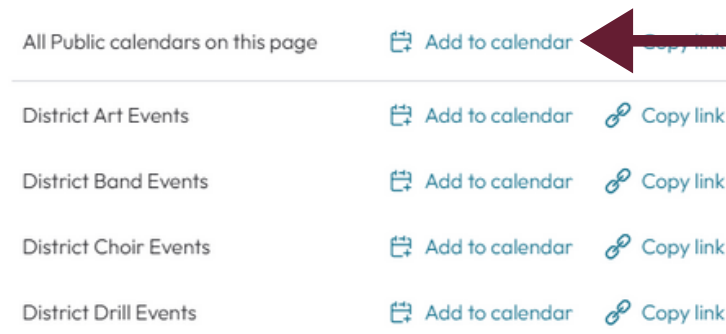 All Public calendars on this page Add to calendar Copy link
District Art Events Add to calendar Copy link
District Band Events Add to calendar Copy link
District Choir Events Add to calendar Copy link
District Drill Events Add to calendar Copy link